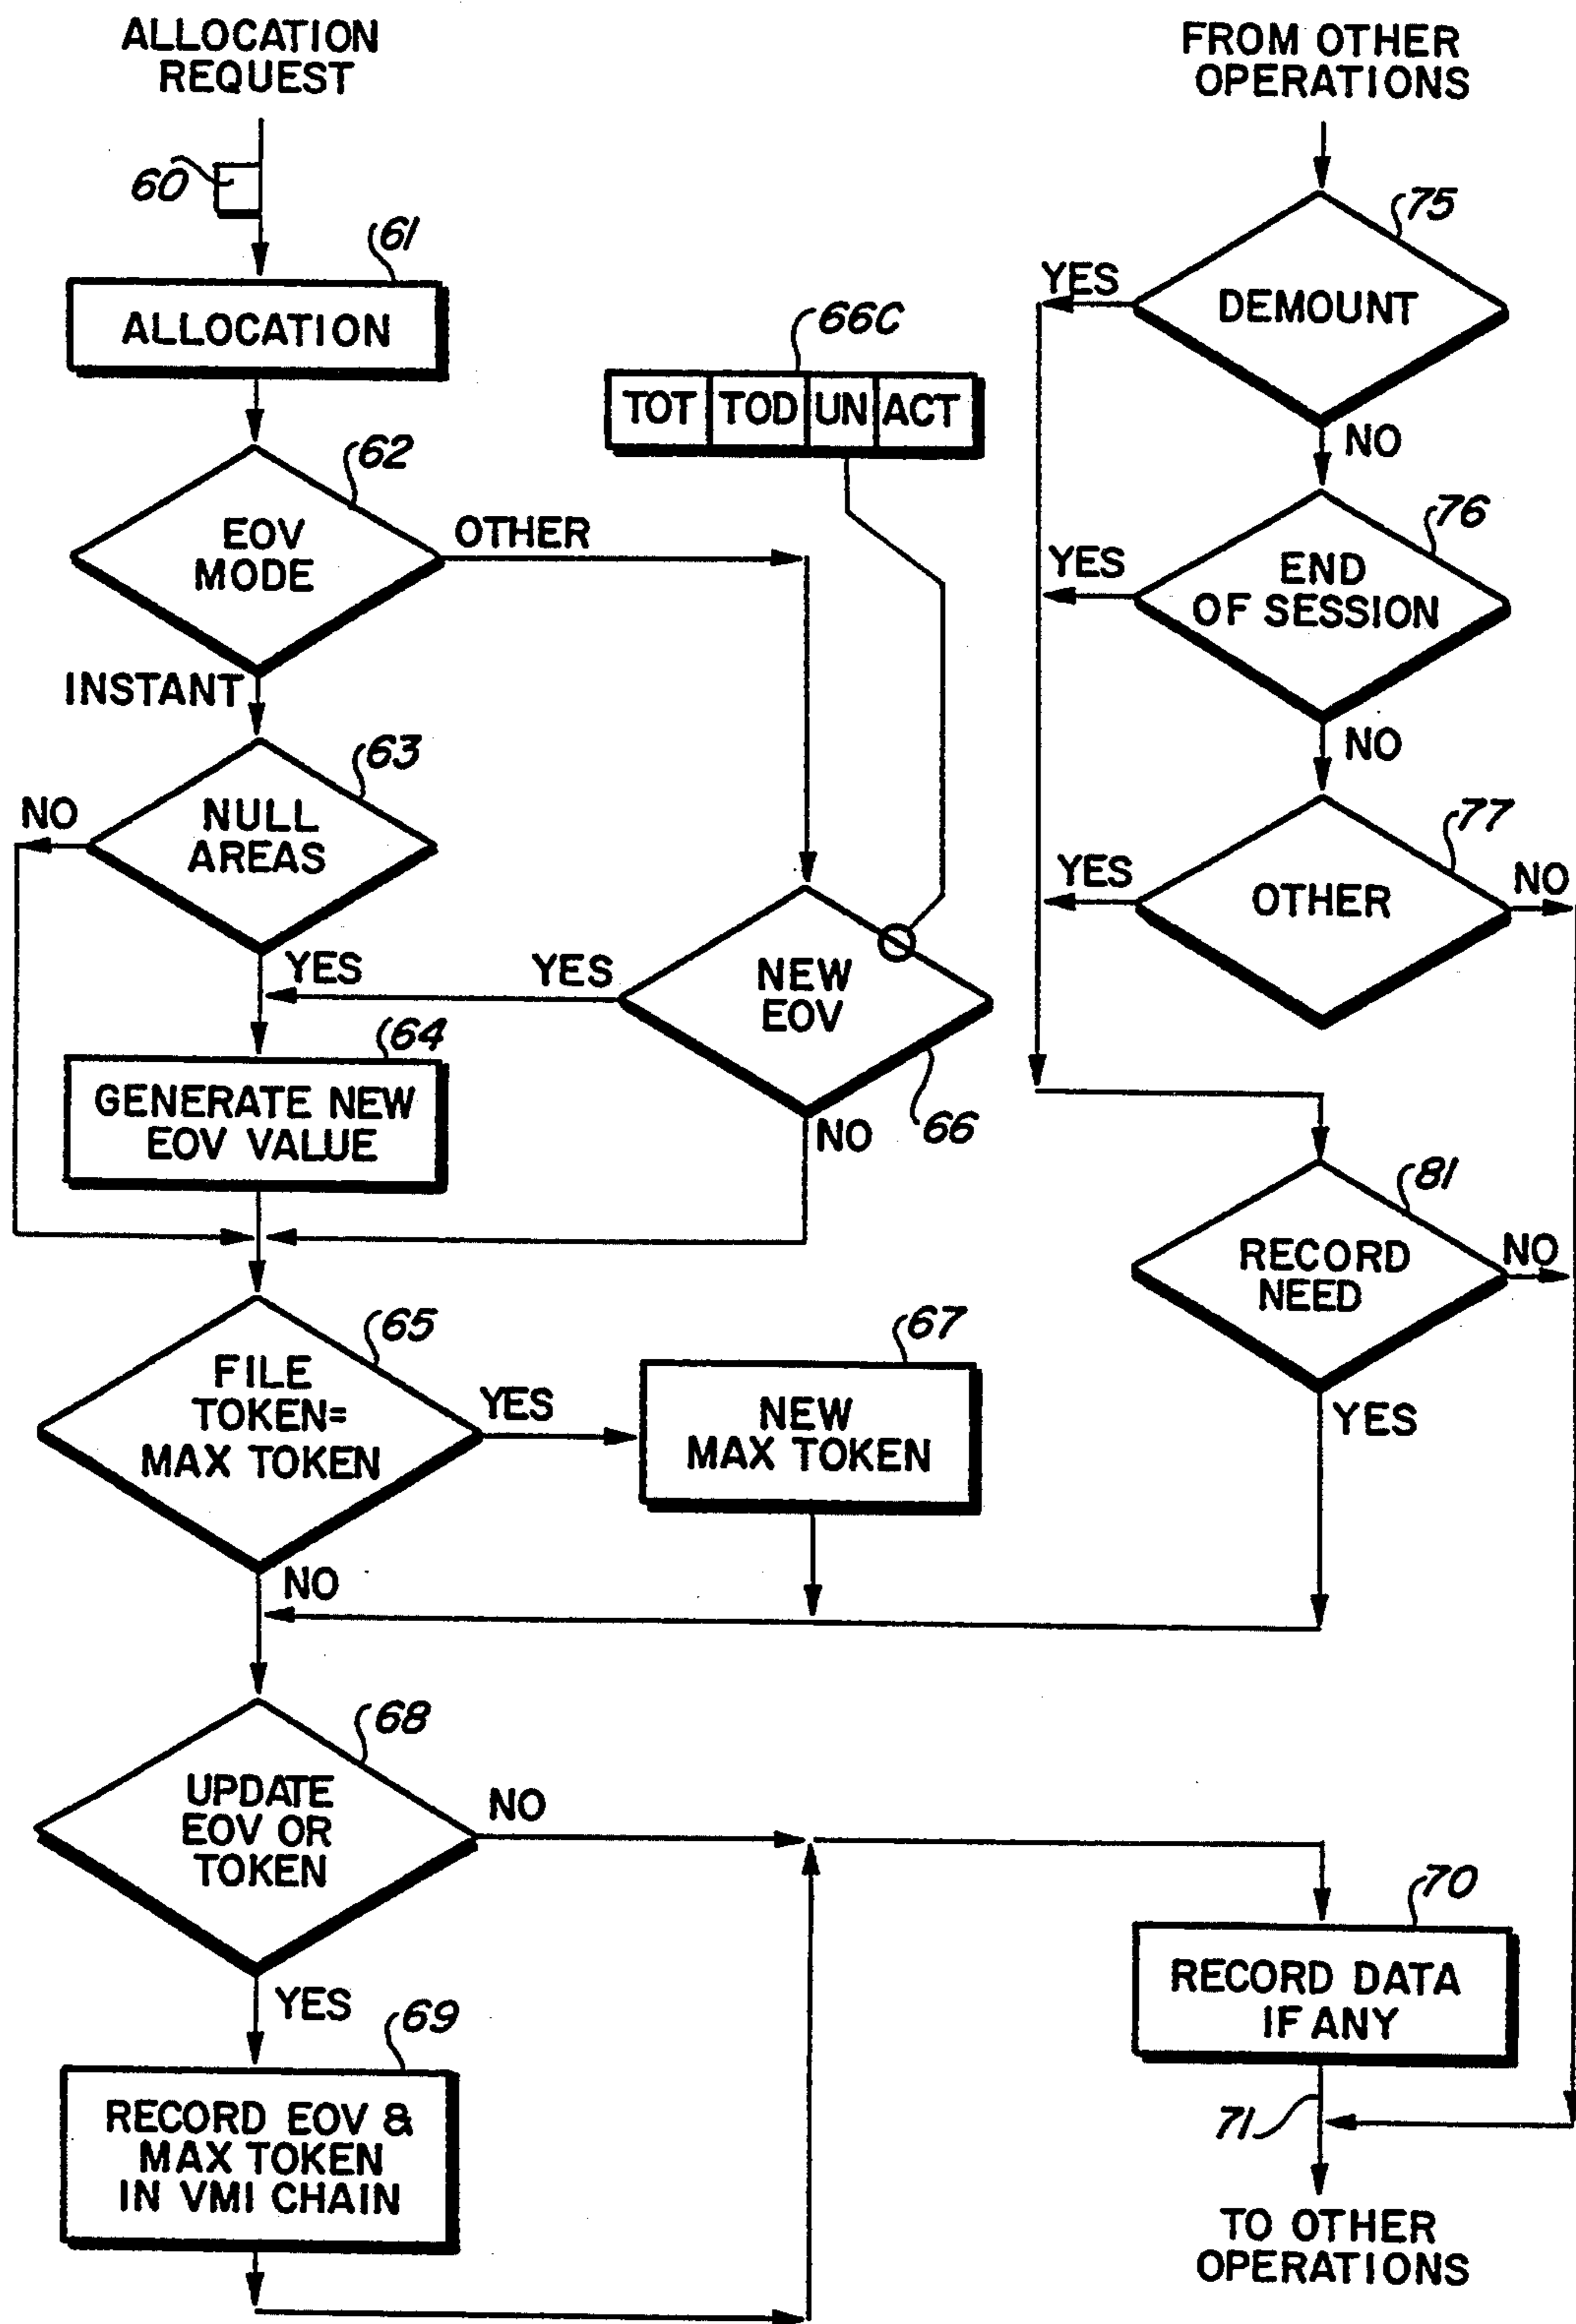 ALLOCATION
REQUEST
60
61
ALLOCATION
62
EOV
MODE
OTHER
INSTANT
66C
TOT TOD UN ACT
63
NULL
AREAS
NO
YES
YES
NEW
EOV
66
NO
64
GENERATE NEW
EOV VALUE
65
FILE
TOKEN=
MAX TOKEN
YES
67
NEW
MAX TOKEN
NO
68
UPDATE
EOV OR
TOKEN
NO
YES
69
RECORD EOV &
MAX TOKEN
IN VMI CHAIN
FROM OTHER
OPERATIONS
75
DEMOUNT
YES
NO
76
END
OF SESSION
YES
NO
77
OTHER
YES
NO
81
RECORD
NEED
NO
YES
70
RECORD DATA
IF ANY
71
TO OTHER
OPERATIONS